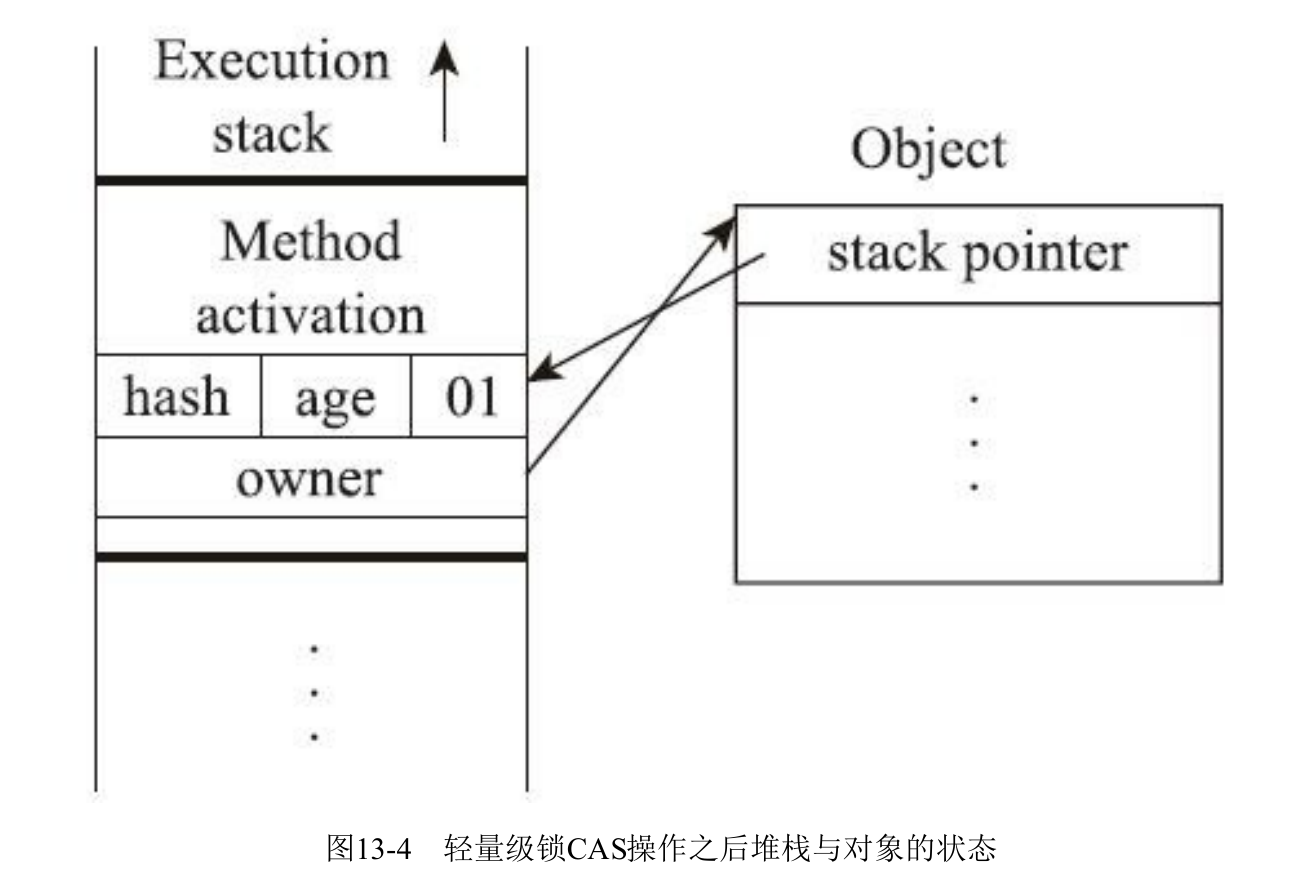 Execution
stack
Method
activation
hash age 01
owner
Object
stack pointer
图13-4 轻量级锁CAS操作之后堆栈与对象的状态